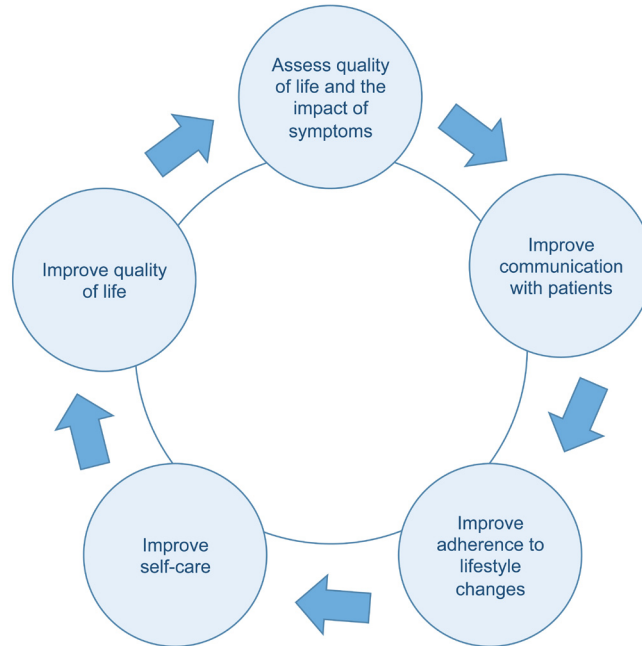 Assess quality
of life and the
impact of
symptoms
Improve
communication
with patients
Improve
adherence to
lifestyle
changes
Improve
self-care
Improve quality
of life